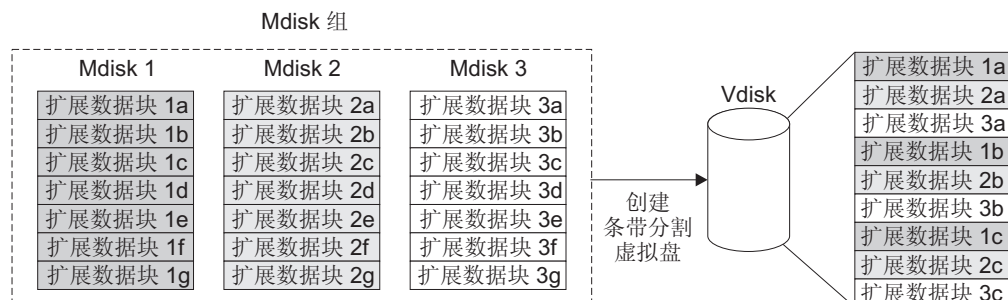 Mdisk 组
Mdisk 1
扩展数据块 1a
扩展数据块 1b
扩展数据块 1c
扩展数据块 1d
扩展数据块 1e
扩展数据块 1f
扩展数据块 1g
Mdisk 2
扩展数据块 2a
扩展数据块 2b
扩展数据块 2c
扩展数据块 2d
扩展数据块 2e
扩展数据块 2f
扩展数据块 2g
Mdisk 3
扩展数据块 3a
扩展数据块 3b
扩展数据块 3c
扩展数据块 3d
扩展数据块 3e
扩展数据块 3f
扩展数据块 3g
创建
条带分割
虚拟盘
Vdisk
扩展数据块 1a
扩展数据块 2a
扩展数据块 3a
扩展数据块 1b
扩展数据块 2b
扩展数据块 3b
扩展数据块 1c
扩展数据块 2c
扩展数据块 3c